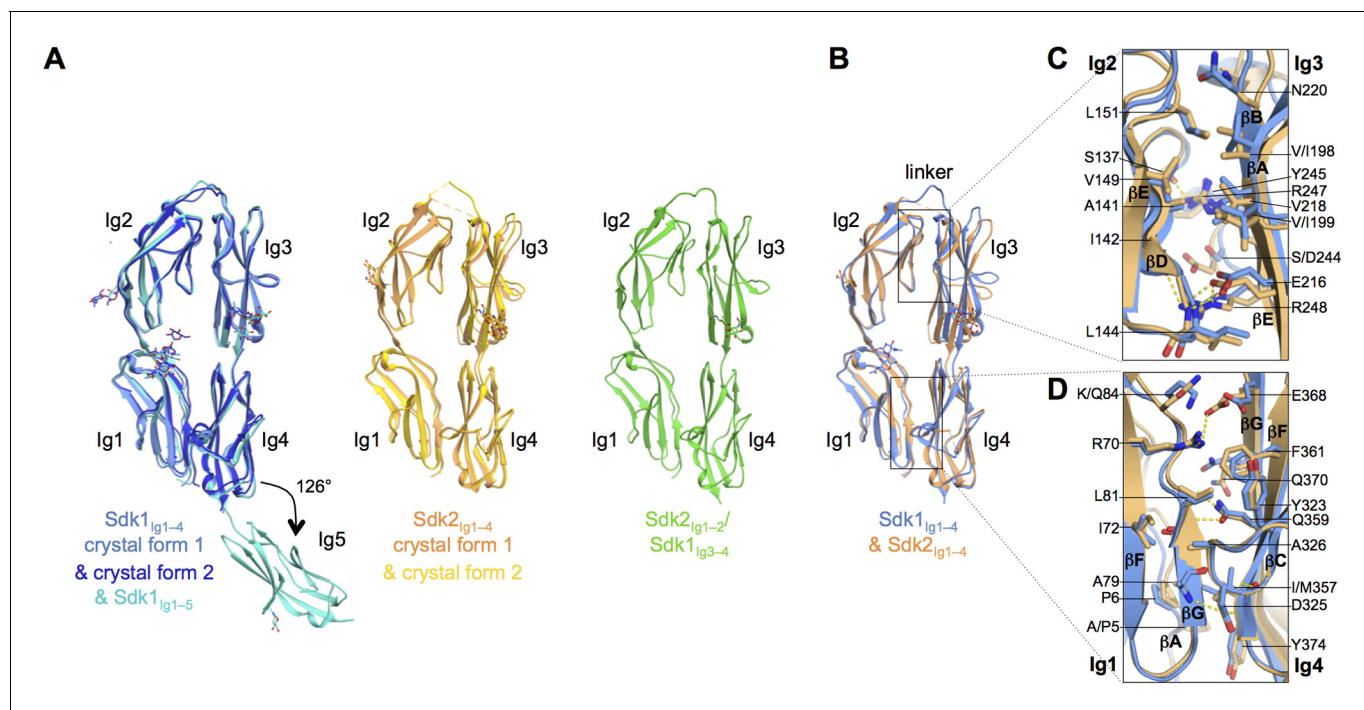 A
Ig2
Ig3
Ig1
Ig4
126°
Ig5
Sdk1Ig1–4
crystal form 1
& crystal form 2
& Sdk1Ig1–5
Ig2
Ig3
Ig1
Ig4
Sdk2Ig1–4
crystal form 1
& crystal form 2
Ig2
Ig3
Ig1
Ig4
Sdk2Ig1–2/
Sdk1Ig3–4
B
linker
Ig2
Ig3
Ig1
Ig4
Sdk1Ig1–4
& Sdk2Ig1–4
C
Ig2
Ig3
L151
S137
V149
A141
I142
L144
βE
βD
βB
βA
βE
N220
V/I198
Y245
R247
V218
V/I199
S/D244
E216
R248
D
K/Q84
R70
L81
I72
A79
P6
A/P5
βF
βG
βA
βG
βF
βC
E368
F361
Q370
Y323
Q359
A326
I/M357
D325
Y374
Ig1
Ig4